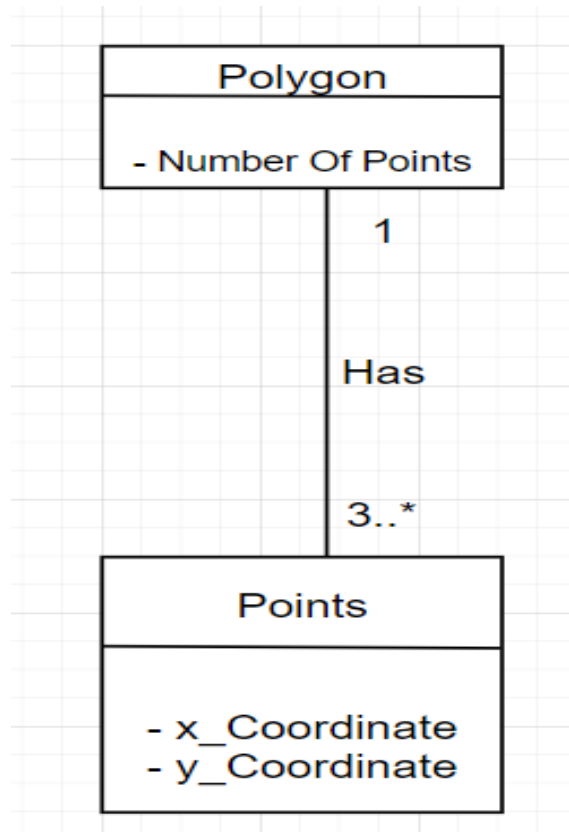 Polygon
- Number Of Points
1
Has
3..*
Points
- x_Coordinate
- y_Coordinate